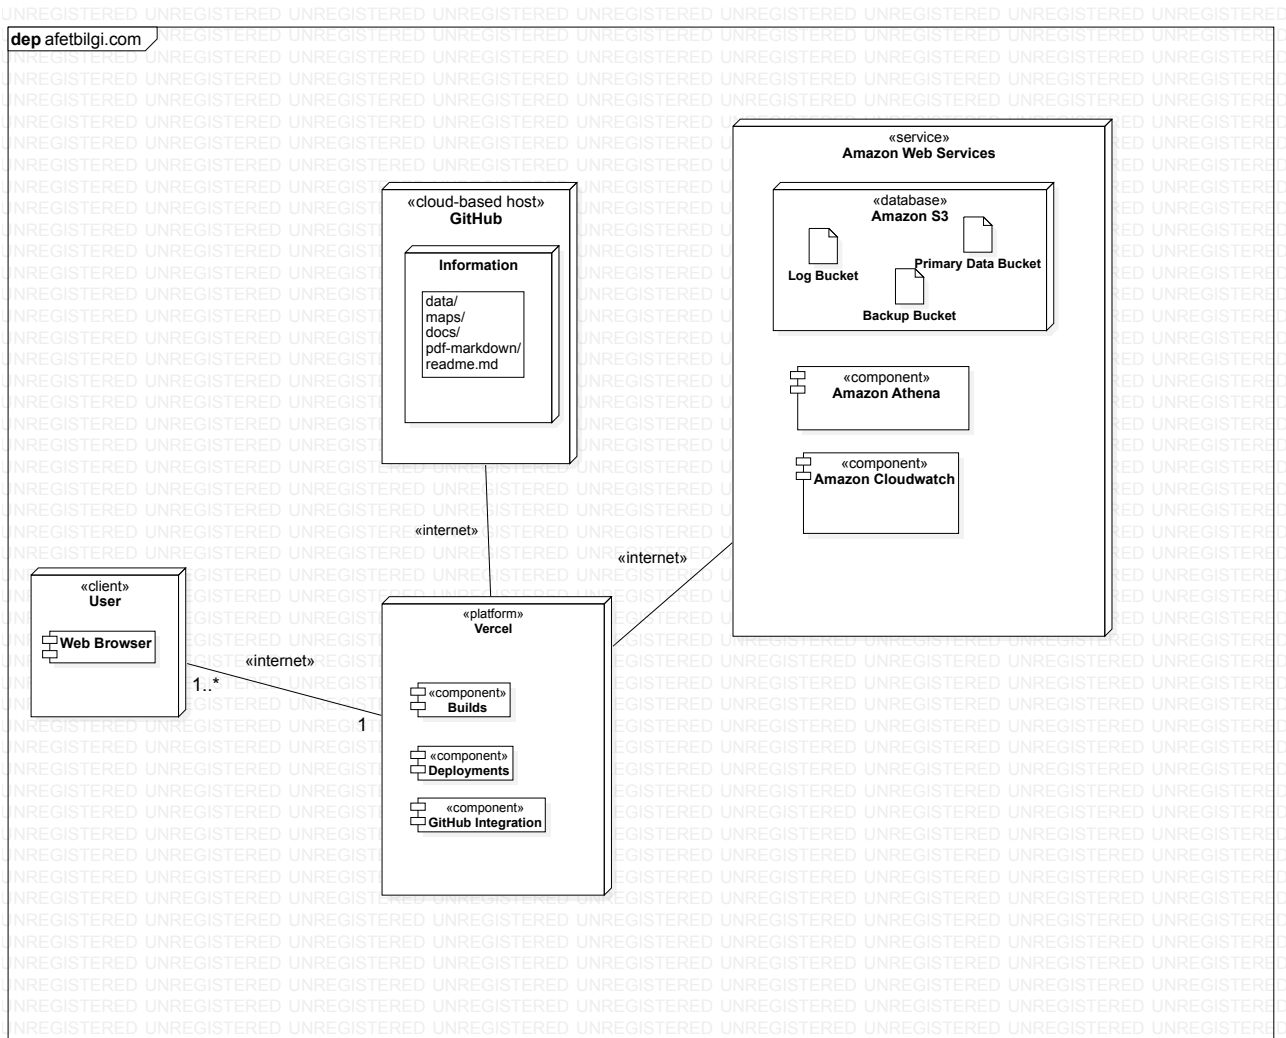 dep afetbilgi.com
«service»
Amazon Web Services
«database»
Amazon S3
Log Bucket
Primary Data Bucket
Backup Bucket
«component»
Amazon Athena
«component»
Amazon Cloudwatch
«cloud-based host»
GitHub
Information
data/
maps/
docs/
pdf-markdown/
readme.md
«internet»
«internet»
«client»
User
Web Browser
«internet»
1..*
1
«platform»
Vercel
«component»
Builds
«component»
Deployments
«component»
GitHub Integration
UNREGISTERED